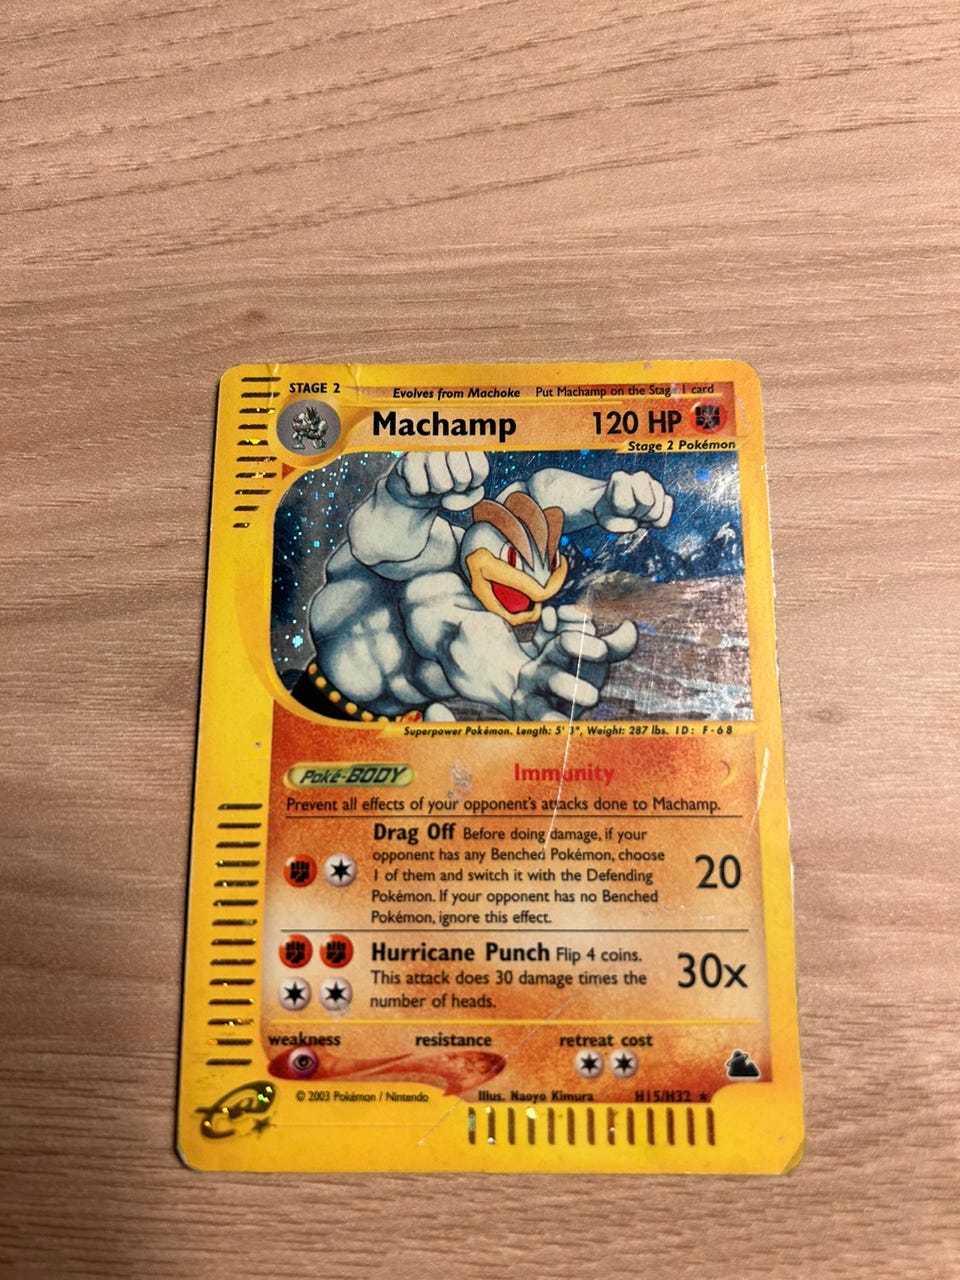 STAGE 2 Evolves from Machoke Put Machamp on the Stage 1 card
Machamp 120 HP
Stage 2 Pokémon
Superpower Pokémon. Length: 5' 3", Weight: 287 lbs. ID: F-68
Poké-BODY Immunity
Prevent all effects of your opponent's attacks done to Machamp.
Drag Off Before doing damage, if your
opponent has any Benched Pokémon, choose
1 of them and switch it with the Defending
Pokémon. If your opponent has no Benched
Pokémon, ignore this effect.
20
Hurricane Punch Flip 4 coins.
This attack does 30 damage times the
number of heads.
30x
weakness resistance retreat cost
© 2003 Pokémon / Nintendo Illus. Naoyo Kimura H15/H32
e